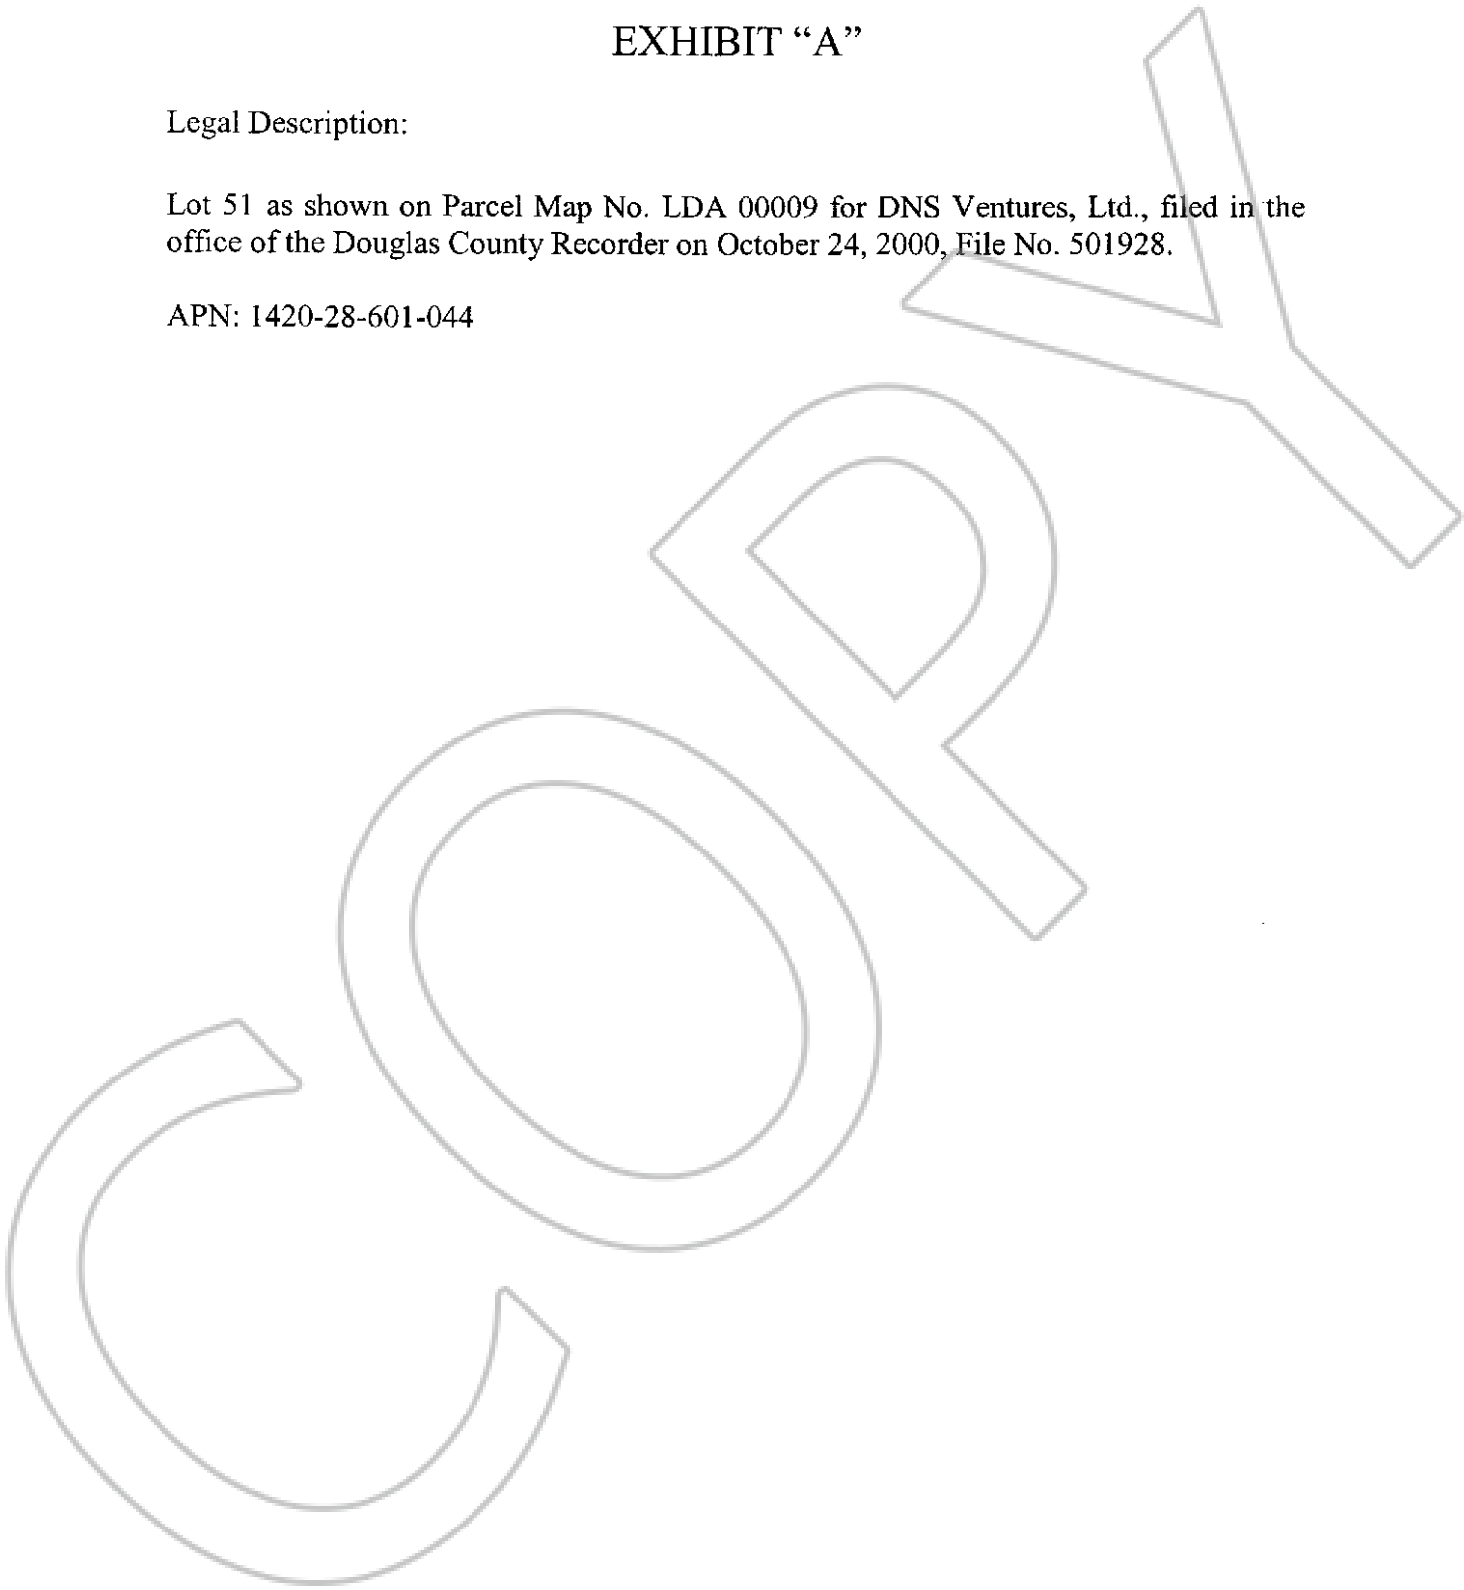 EXHIBIT “A”
Legal Description:
Lot 51 as shown on Parcel Map No. LDA 00009 for DNS Ventures, Ltd., filed in the
office of the Douglas County Recorder on October 24, 2000, File No. 501928.
APN: 1420-28-601-044
COPY